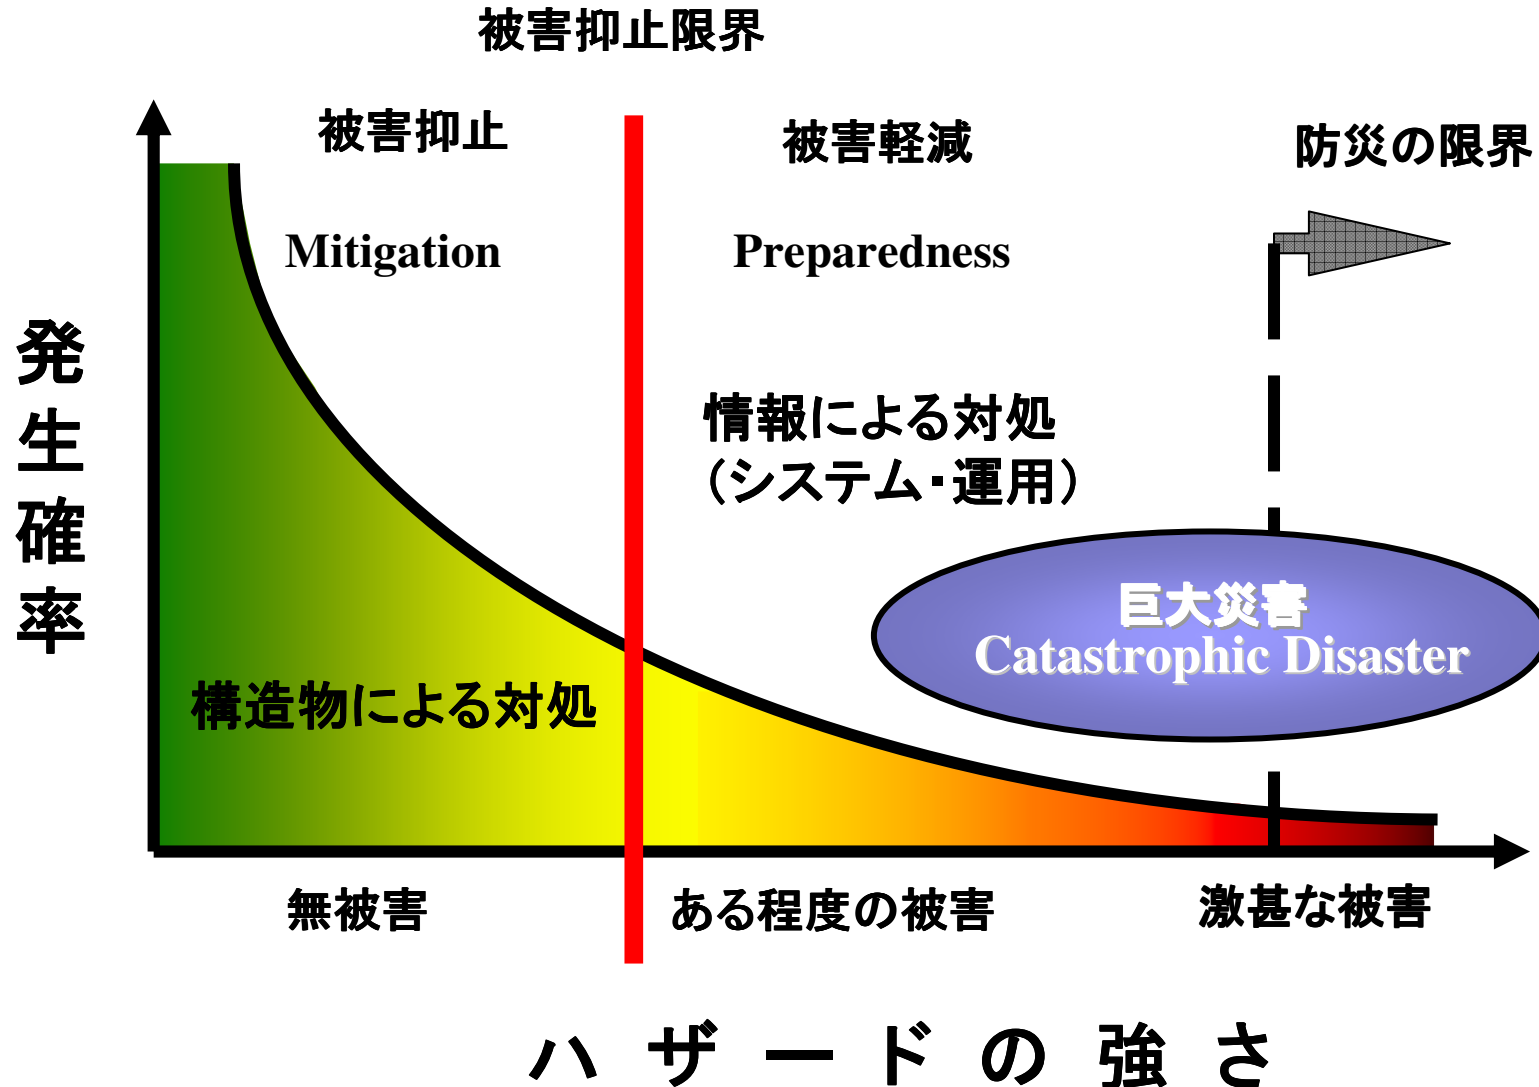 被害抑止限界
被害抑止
被害軽減
防災の限界
Mitigation
Preparedness
発生確率
情報による対処
（システム・運用）
巨大災害
Catastrophic Disaster
構造物による対処
無被害
ある程度の被害
激甚な被害
ハザードの強さ